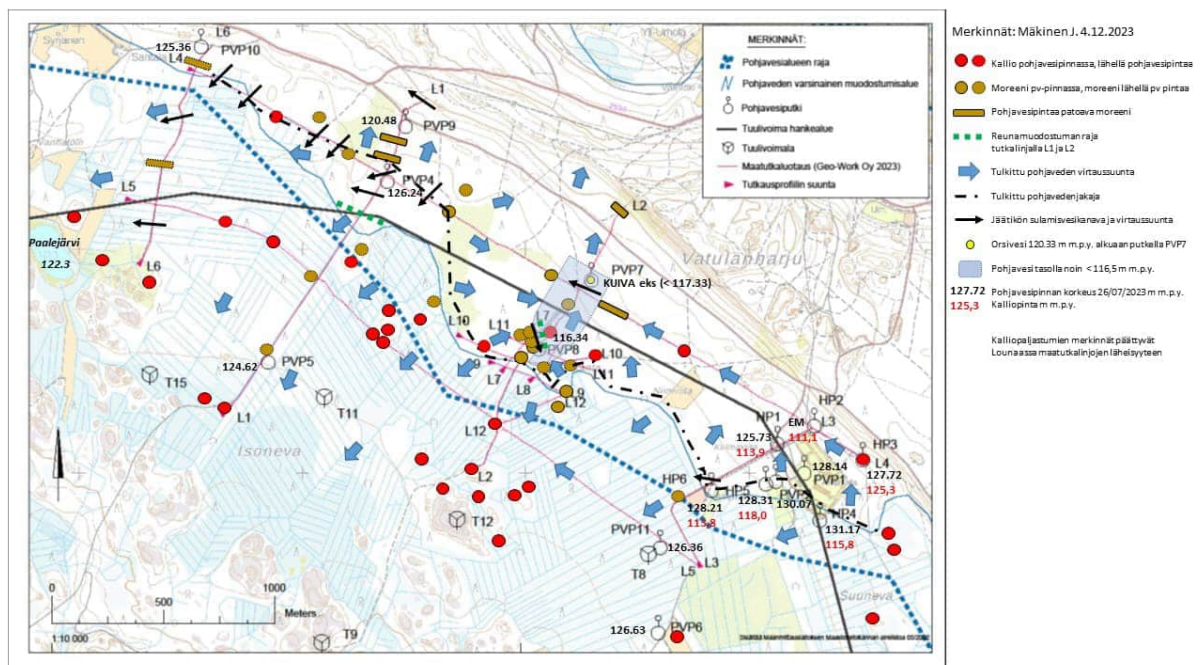 MERKINNÄT:
Pohjavesialueen raja
Pohjaveden varsinainen muodostumisalue
Pohjavesiputki
Tuulivoima hankealue
Tuulivoimala
Maatutkaluotaus (Geo-Work Oy 2023)
Tutkausprofiilin suunta
Merkinnät: Mäkinen J. 4.12.2023
Kallio pohjavesipinnassa, lähellä pohjavesipintaa
Moreeni pv-pinnassa, moreeni lähellä pv pintaa
Pohjavesipintaa patoava moreeni
Reunamuodostuman raja
tutkalinjalla L1 ja L2
Tulkittu pohjaveden virtaussuunta
Tulkittu pohjavedenjakaja
Jäätikön sulamisvesikanava ja virtaussuunta
Orsivesi 120.33 m m.p.y. alkuaan putkella PVP7
Pohjavesi tasolla noin < 116,5 m m.p.y.
127.72 Pohjavesipinnan korkeus 26/07/2023 m m.p.y.
125,3 Kalliopinta m m.p.y.
Kalliopaljastumien merkinnät päättyvät
Lounaassa maatutkalinjojen läheisyyteen
L6
125.36
PVP10
L4
L1
120.48
PVP9
PVP4
126.24
L5
L2
Paalejärvi
122.3
L6
Vatulanharju
PVP7
KUIVA eks (< 117.33)
L7
L10
L11
116.34
PVP8
L10
L7
L8
L11
L9
L12
PVP5
124.62
T15
T11
L1
Isoneva
L12
L2
HP2
HP1
EM
L3
125.73
111,1
113,9
HP3
L4
127.72
125,3
128.14
PVP1
HP6
HP5
128.21
113,8
128.31
130.07
118,0
HP4
131.17
115,8
T12
PVP11
126.36
T8
L5
L3
Suuneva
126.63
PVP6
T9
0
500
1000
Meters
1:10 000